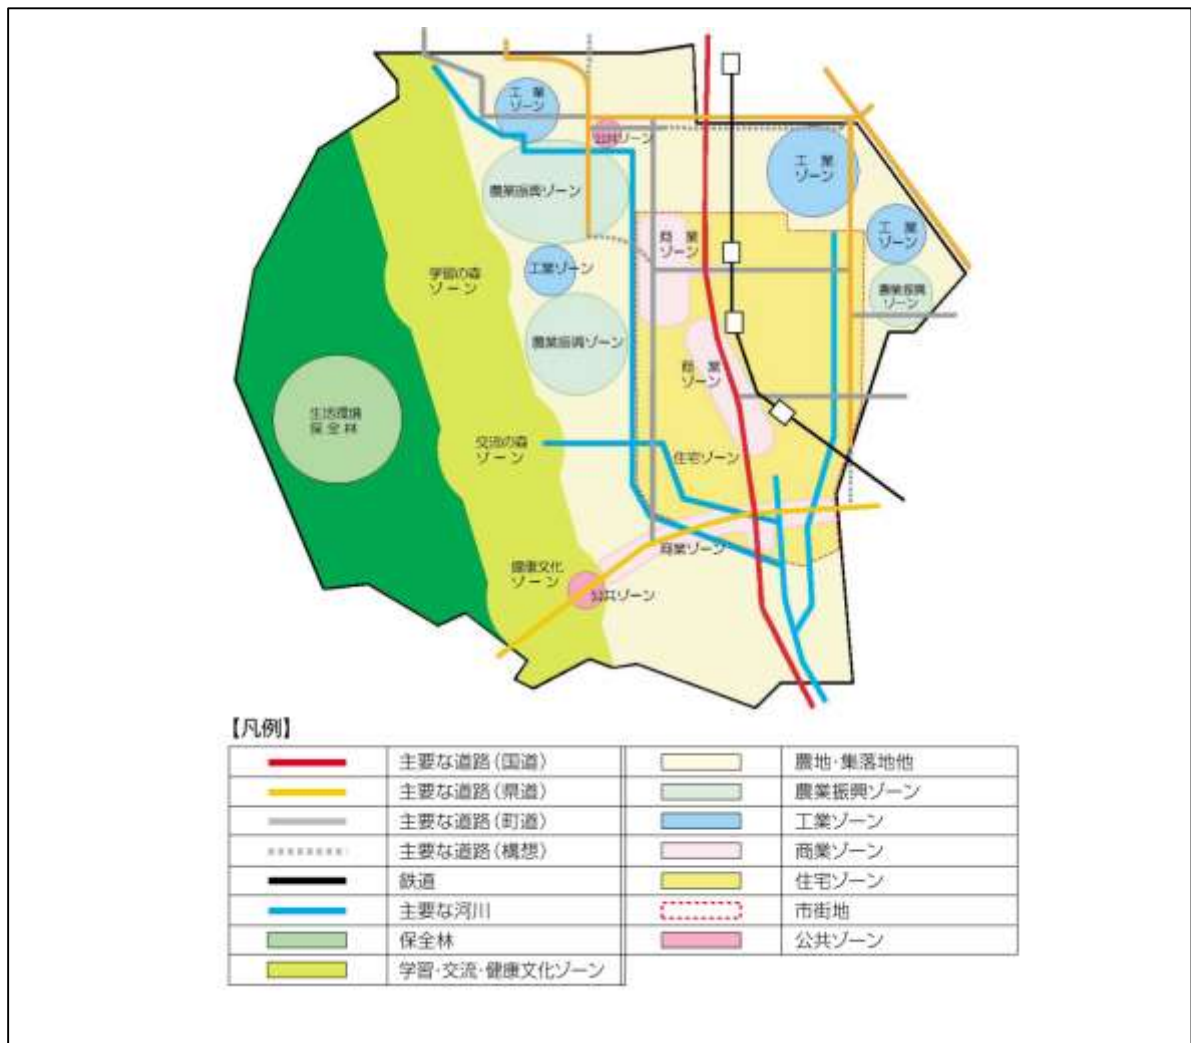 工 業
ゾーン
公共ゾーン
工 業
ゾーン
農業振興ゾーン
商 業
ゾーン
工 業
ゾーン
工業ゾーン
学習の森
ゾーン
農業振興
ゾーン
農業振興ゾーン
商 業
ゾーン
生活環境
保 全 林
交流の森
ゾーン
住宅ゾーン
商業ゾーン
健康文化
ゾーン
公共ゾーン
【凡例】
主要な道路(国道)
主要な道路(県道)
主要な道路(町道)
主要な道路(構想)
鉄道
主要な河川
保全林
学習・交流・健康文化ゾーン
農地・集落地他
農業振興ゾーン
工業ゾーン
商業ゾーン
住宅ゾーン
市街地
公共ゾーン